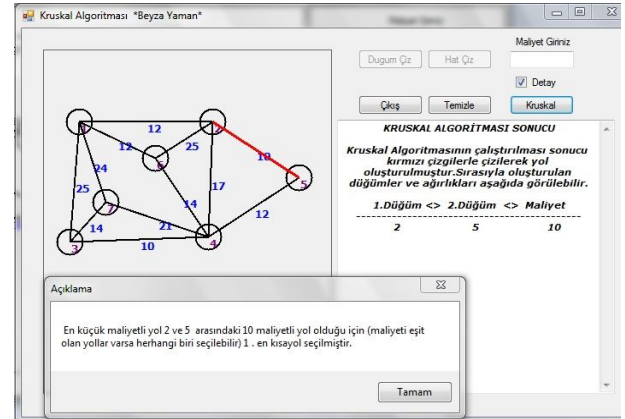 Kruskal Algoritması *Beyza Yaman*
Maliyet Giriniz
Dugum Çiz
Hat Çiz
Detay
Çıkış
Temizle
Kruskal
KRUSKAL ALGORİTMASI SONUCU
Kruskal Algoritmasının çalıştırılması sonucu
kırmızı çizgilerle çizilerek yol
oluşturulmuştur.Sırasıyla oluşturulan
düğümler ve ağırlıkları aşağıda görülebilir.
1.Düğüm <> 2.Düğüm <> Maliyet
-----------------------------------------
2 5 10
1
12
2
12
25
10
6
24
5
25
17
7
14
12
14
21
3
10
4
Açıklama
En küçük maliyetli yol 2 ve 5 arasındaki 10 maliyetli yol olduğu için (maliyeti eşit
olan yollar varsa herhangi biri seçilebilir) 1 . en kısayol seçilmiştir.
Tamam